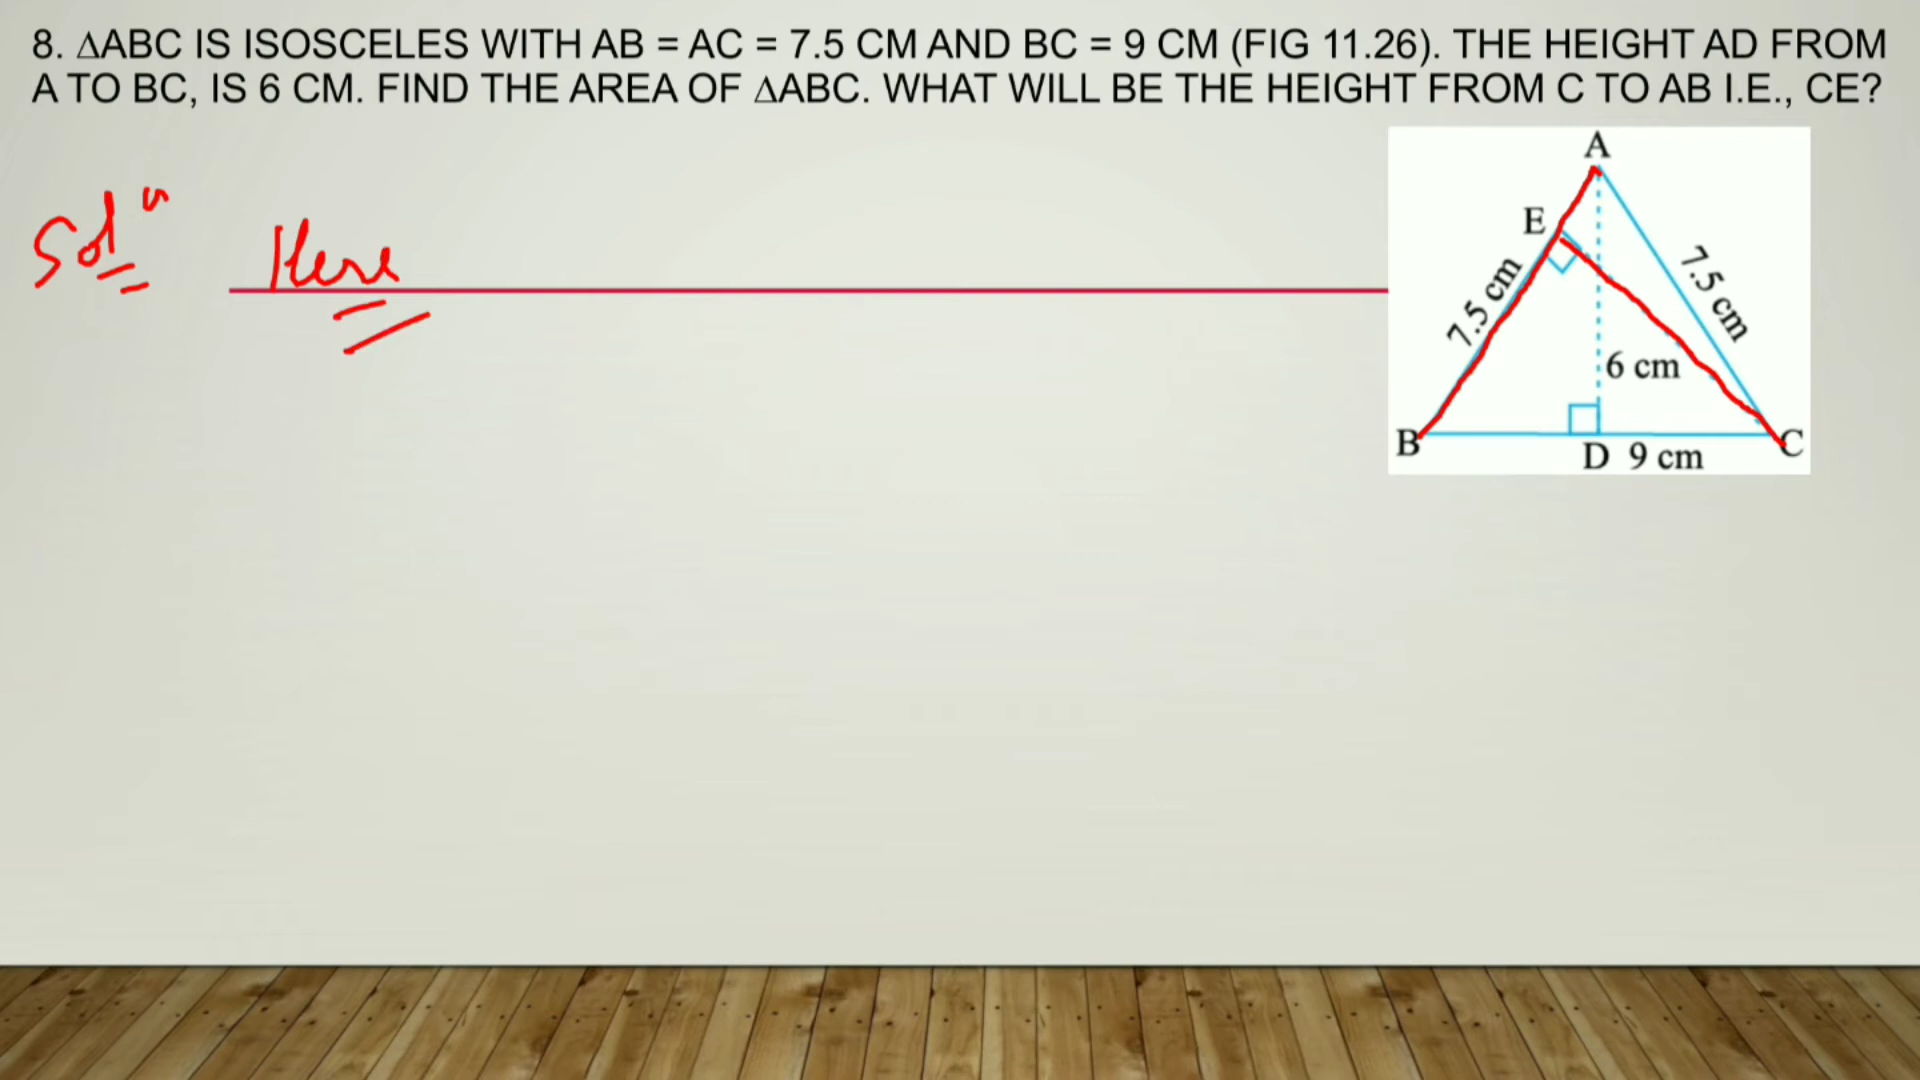 8. ∆ABC IS ISOSCELES WITH AB = AC = 7.5 CM AND BC = 9 CM (FIG 11.26). THE HEIGHT AD FROM
A TO BC, IS 6 CM. FIND THE AREA OF ∆ABC. WHAT WILL BE THE HEIGHT FROM C TO AB I.E., CE?
Solⁿ
Here
A
E
7.5 cm
7.5 cm
6 cm
B
C
D 9 cm